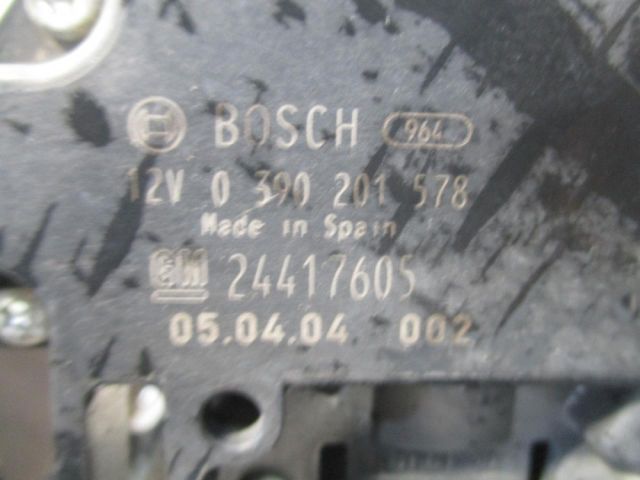 BOSCH 964
12V 0 390 201 578
Made in Spain
GM 24417605
05.04.04 002